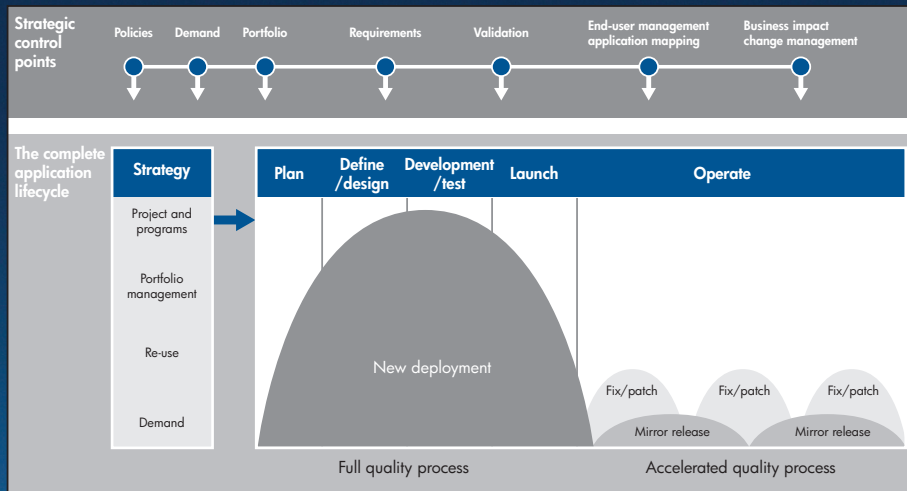 Strategic
control
points
Policies
Demand
Portfolio
Requirements
Validation
End-user management
application mapping
Business impact
change management
The complete
application
lifecycle
Strategy
Plan
Define
/design
Development
/test
Launch
Operate
Project and
programs
Portfolio
management
Re-use
Demand
New deployment
Fix/patch
Fix/patch
Fix/patch
Mirror release
Mirror release
Full quality process
Accelerated quality process